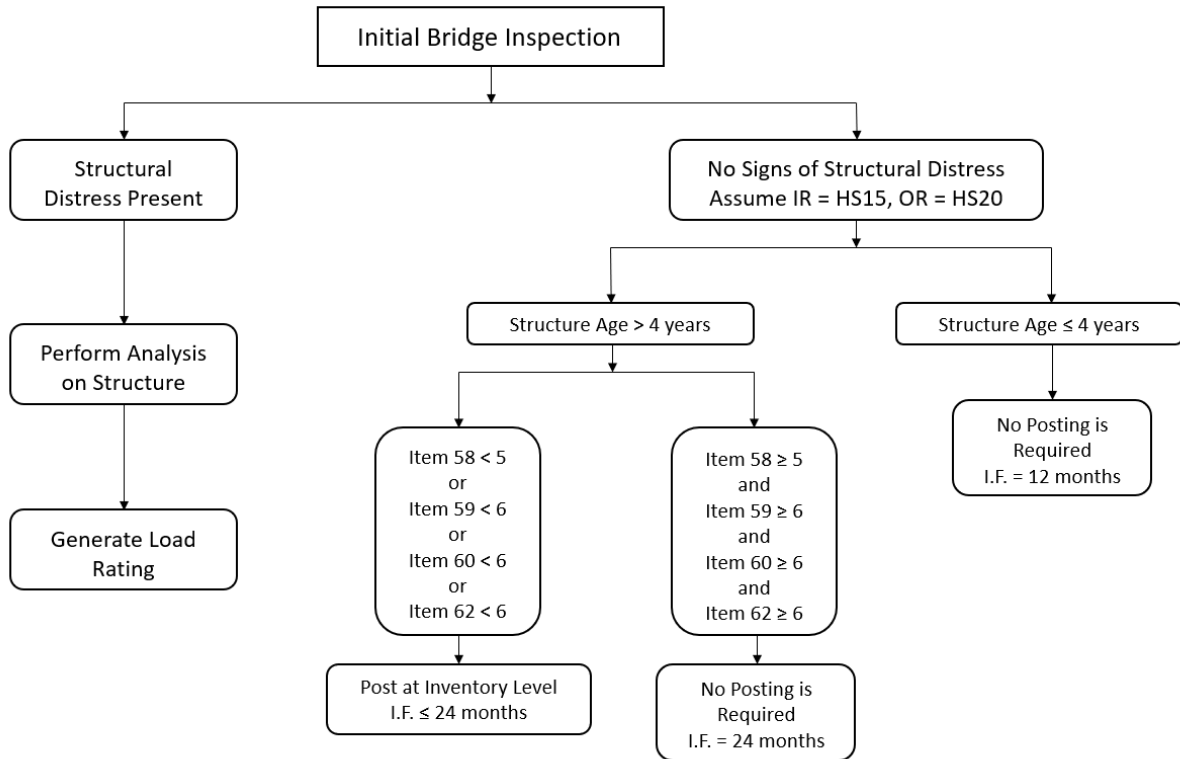 Initial Bridge Inspection
Structural
Distress Present
No Signs of Structural Distress
Assume IR = HS15, OR = HS20
Structure Age > 4 years
Structure Age ≤ 4 years
Perform Analysis
on Structure
No Posting is
Required
I.F. = 12 months
Item 58 < 5
or
Item 59 < 6
or
Item 60 < 6
or
Item 62 < 6
Item 58 ≥ 5
and
Item 59 ≥ 6
and
Item 60 ≥ 6
and
Item 62 ≥ 6
Generate Load
Rating
Post at Inventory Level
I.F. ≤ 24 months
No Posting is
Required
I.F. = 24 months